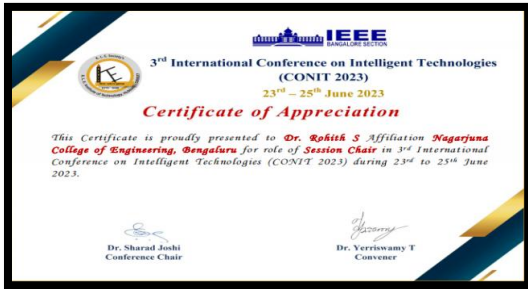 IEEE
BANGALORE SECTION
3rd International Conference on Intelligent Technologies
(CONIT 2023)
23rd – 25th June 2023
Certificate of Appreciation
This Certificate is proudly presented to Dr. Rohith S Affiliation Nagarjuna
College of Engineering, Bengaluru for role of Session Chair in 3rd International
Conference on Intelligent Technologies (CONIT 2023) during 23rd to 25th June
2023.
Dr. Sharad Joshi
Conference Chair
Dr. Yerriswamy T
Convener